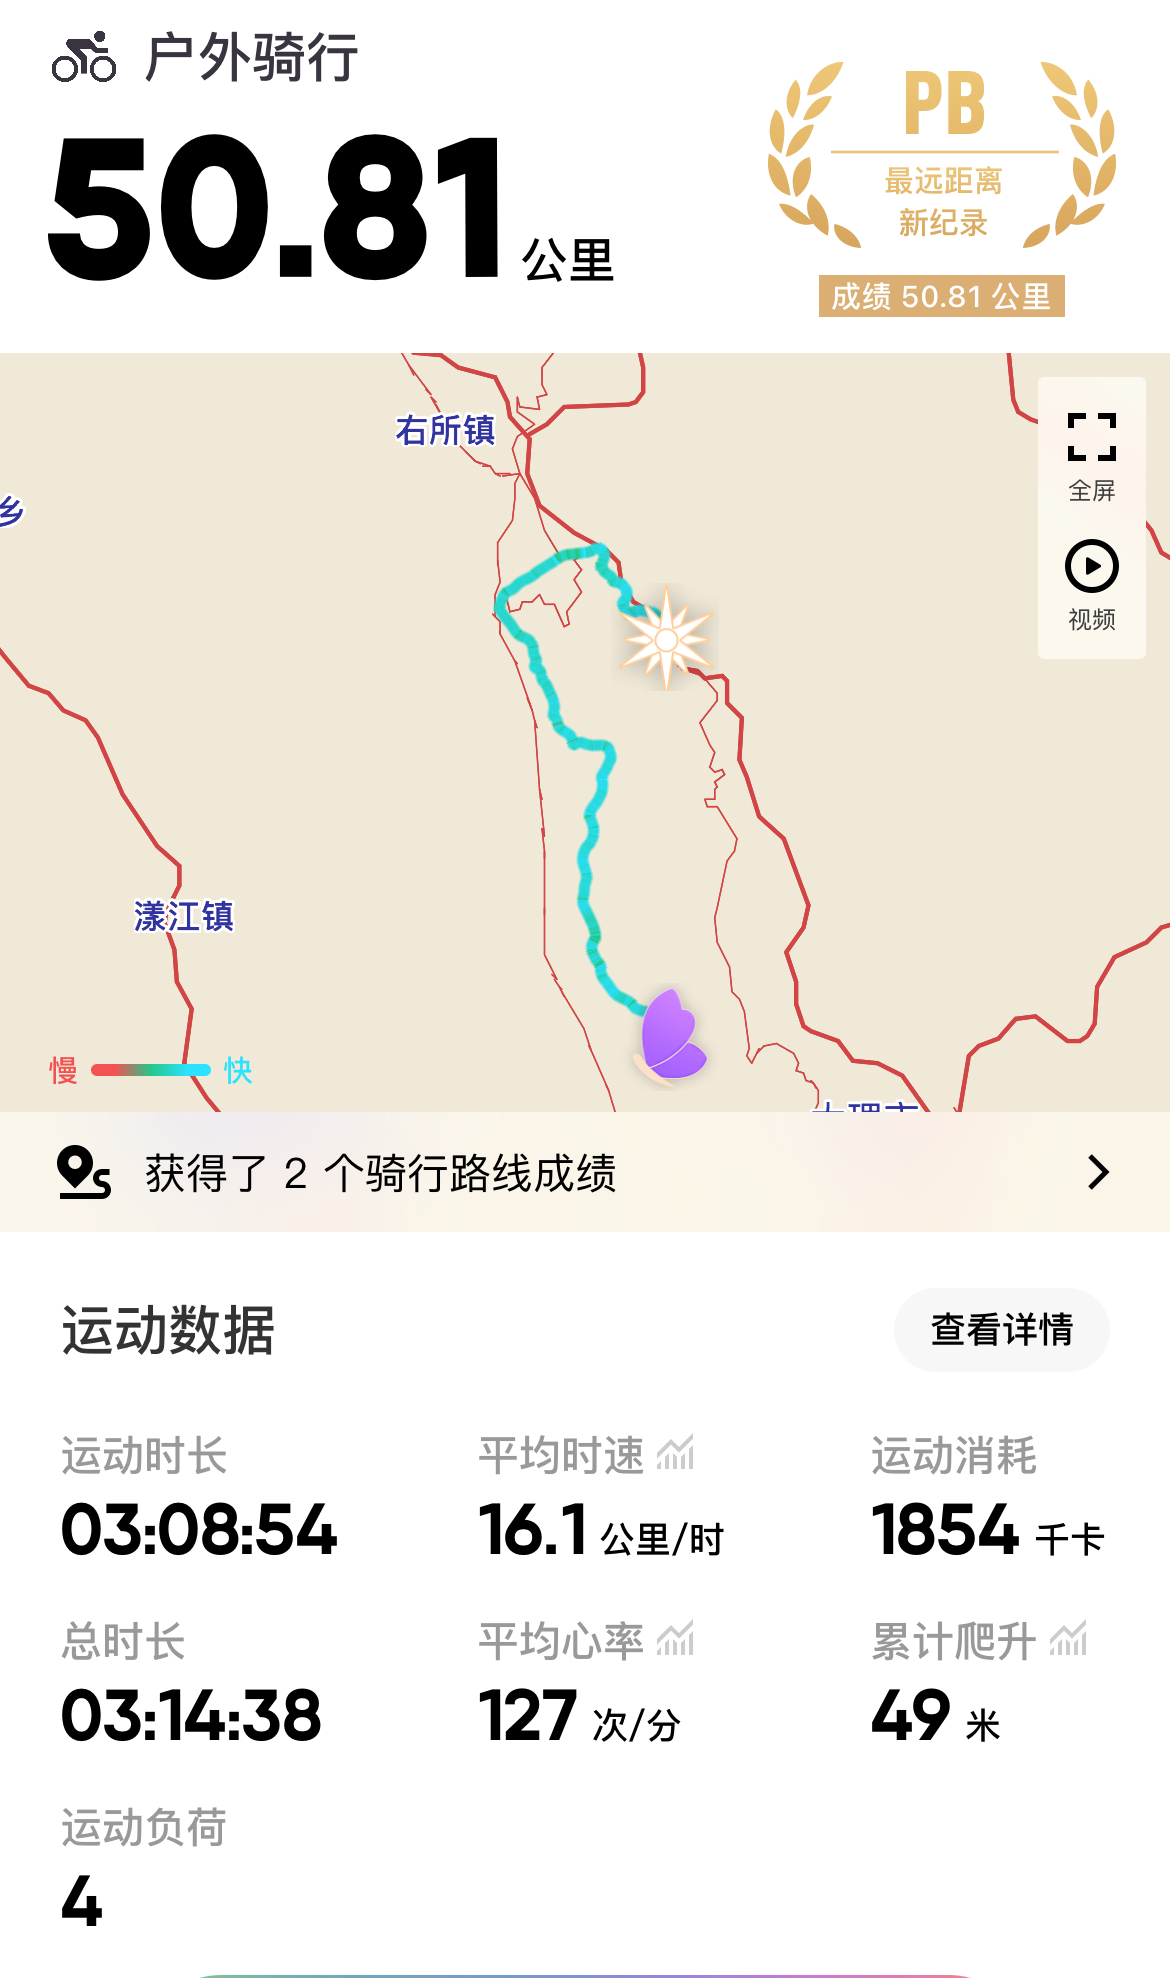 户外骑行
50.81 公里
PB
最远距离
新纪录
成绩 50.81 公里
右所镇
全屏
乡
视频
漾江镇
慢
快
大理市
获得了 2 个骑行路线成绩
运动数据
查看详情
运动时长
平均时速
运动消耗
03:08:54
16.1 公里/时
1854 千卡
总时长
平均心率
累计爬升
03:14:38
127 次/分
49 米
运动负荷
4